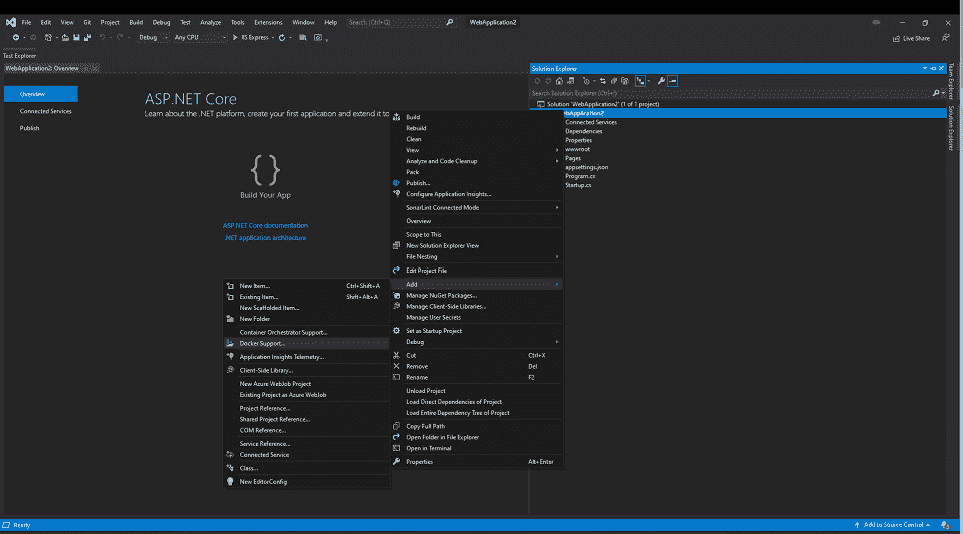 File Edit View Git Project Build Debug Test Analyze Tools Extensions Window Help Search (Ctrl+Q) WebApplication2
Debug Any CPU IIS Express Live Share
Test Explorer
WebApplication2: Overview
Overview
Connected Services
Publish
ASP.NET Core
Learn about the .NET platform, create your first application and extend it to
{ }
Build Your App
ASP.NET Core documentation
.NET application architecture
Build
Rebuild
Clean
View
Analyze and Code Cleanup
Pack
Publish...
Configure Application Insights...
SonarLint Connected Mode
Overview
Scope to This
New Solution Explorer View
File Nesting
Edit Project File
Add
Manage NuGet Packages...
Manage Client-Side Libraries...
Manage User Secrets
Set as Startup Project
Debug
Cut Ctrl+X
Remove Del
Rename F2
Unload Project
Load Direct Dependencies of Project
Load Entire Dependency Tree of Project
Copy Full Path
Open Folder in File Explorer
Open in Terminal
Properties Alt+Enter
New Item... Ctrl+Shift+A
Existing Item... Shift+Alt+A
New Scaffolded Item...
New Folder
Container Orchestrator Support...
Docker Support...
Application Insights Telemetry...
Client-Side Library...
New Azure WebJob Project
Existing Project as Azure WebJob
Project Reference...
Shared Project Reference...
COM Reference...
Service Reference...
Connected Service
Class...
New EditorConfig
Solution Explorer
Search Solution Explorer (Ctrl+;)
Solution 'WebApplication2' (1 of 1 project)
ebApplication2
Connected Services
Dependencies
Properties
wwwroot
Pages
appsettings.json
Program.cs
Startup.cs
Team Explorer
Solution Explorer
Ready
Add to Source Control